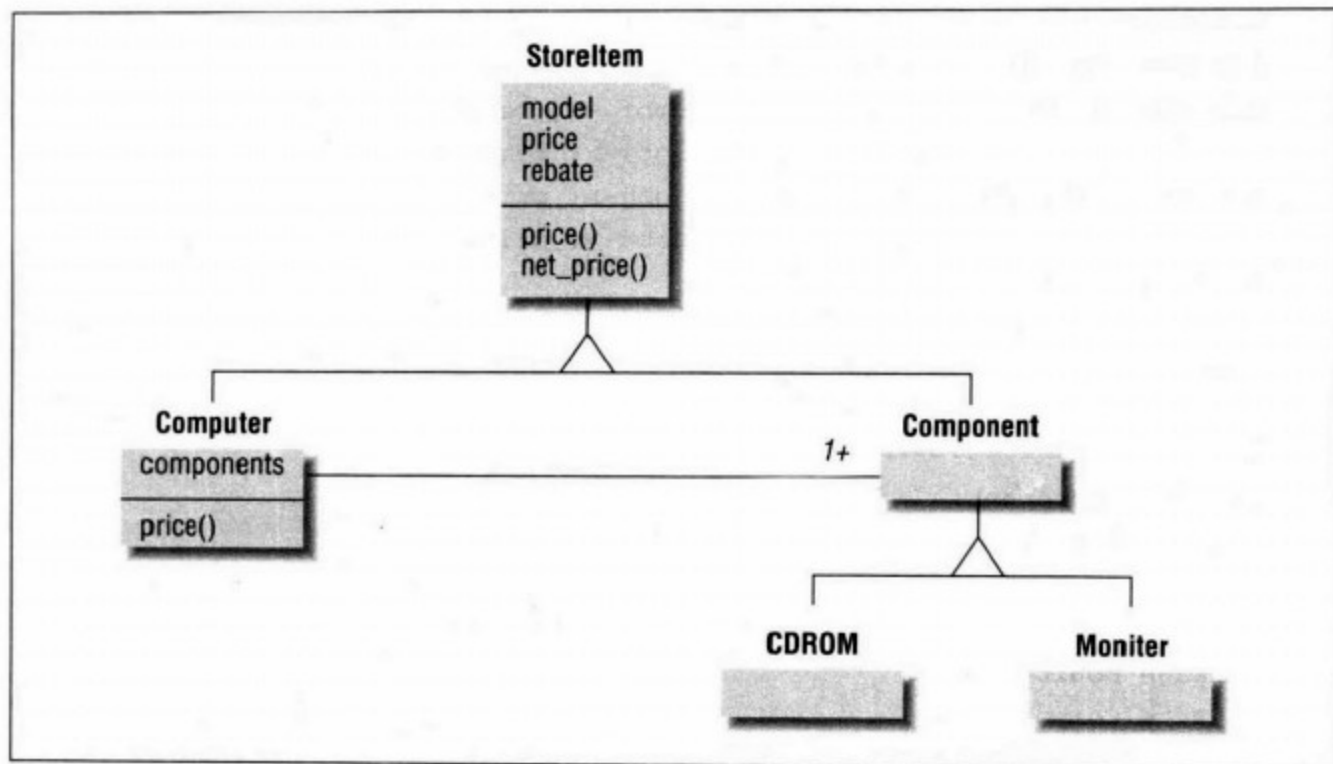 StoreItem
model
price
rebate
price()
net_price()
Computer
Component
components
1+
price()
CDROM
Moniter